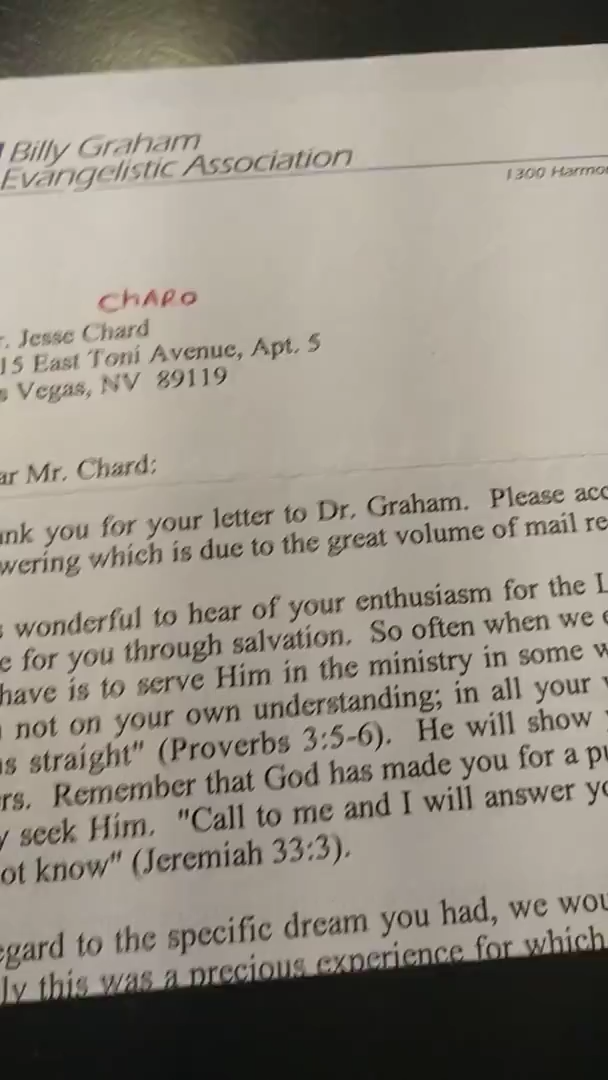 Billy Graham
Evangelistic Association
1300 Harmo
CHARO
r. Jesse Chard
15 East Toni Avenue, Apt. 5
s Vegas, NV 89119
ar Mr. Chard:
ank you for your letter to Dr. Graham. Please acc
wering which is due to the great volume of mail re
s wonderful to hear of your enthusiasm for the L
e for you through salvation. So often when we
have is to serve Him in the ministry in some w
not on your own understanding; in all your
s straight" (Proverbs 3:5-6). He will show
rs. Remember that God has made you for a pu
y seek Him. "Call to me and I will answer yo
ot know" (Jeremiah 33:3).
egard to the specific dream you had, we wou
ly this was a precious experience for which